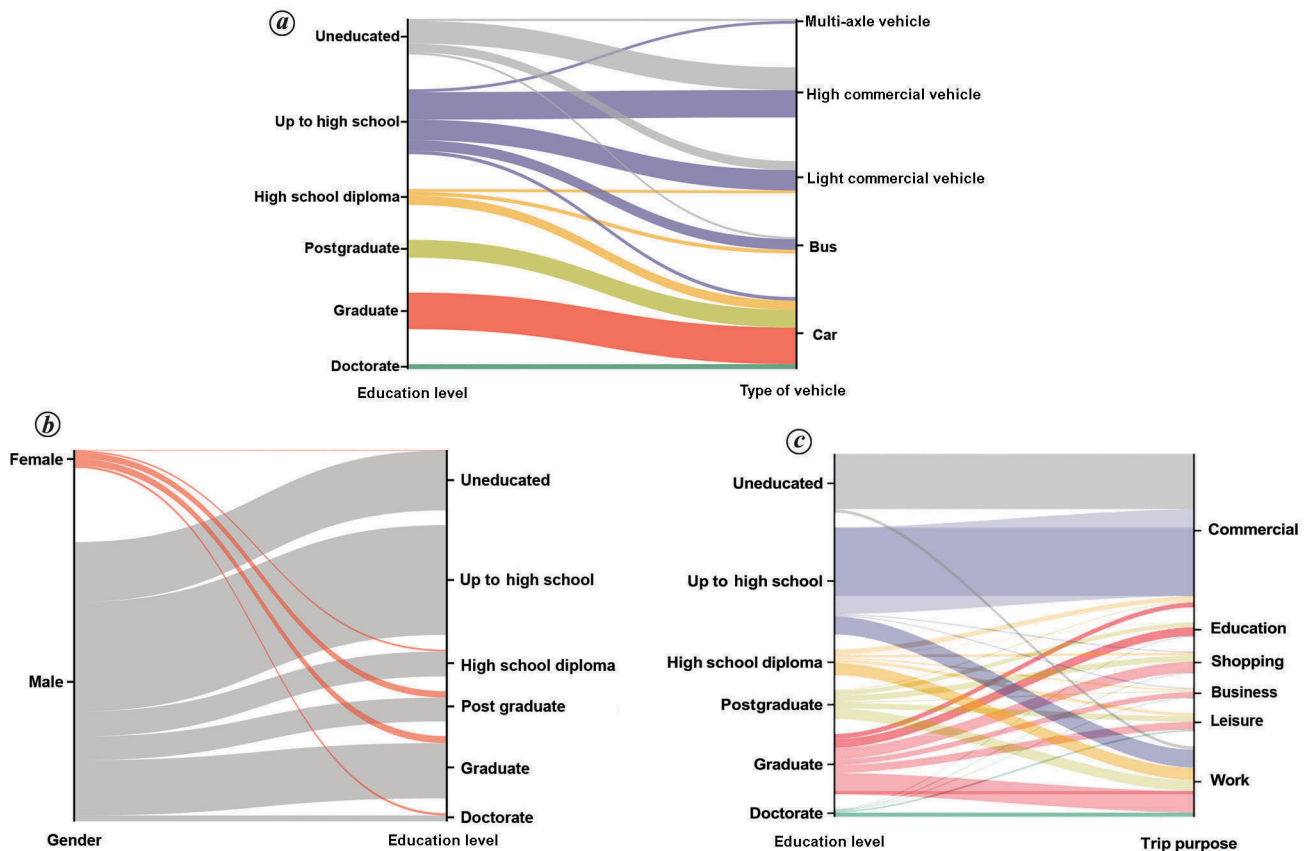 a
Uneducated
Up to high school
High school diploma
Postgraduate
Graduate
Doctorate
Education level
Multi-axle vehicle
High commercial vehicle
Light commercial vehicle
Bus
Car
Type of vehicle
b
Female
Male
Gender
Uneducated
Up to high school
High school diploma
Post graduate
Graduate
Doctorate
Education level
c
Uneducated
Up to high school
High school diploma
Postgraduate
Graduate
Doctorate
Education level
Commercial
Education
Shopping
Business
Leisure
Work
Trip purpose